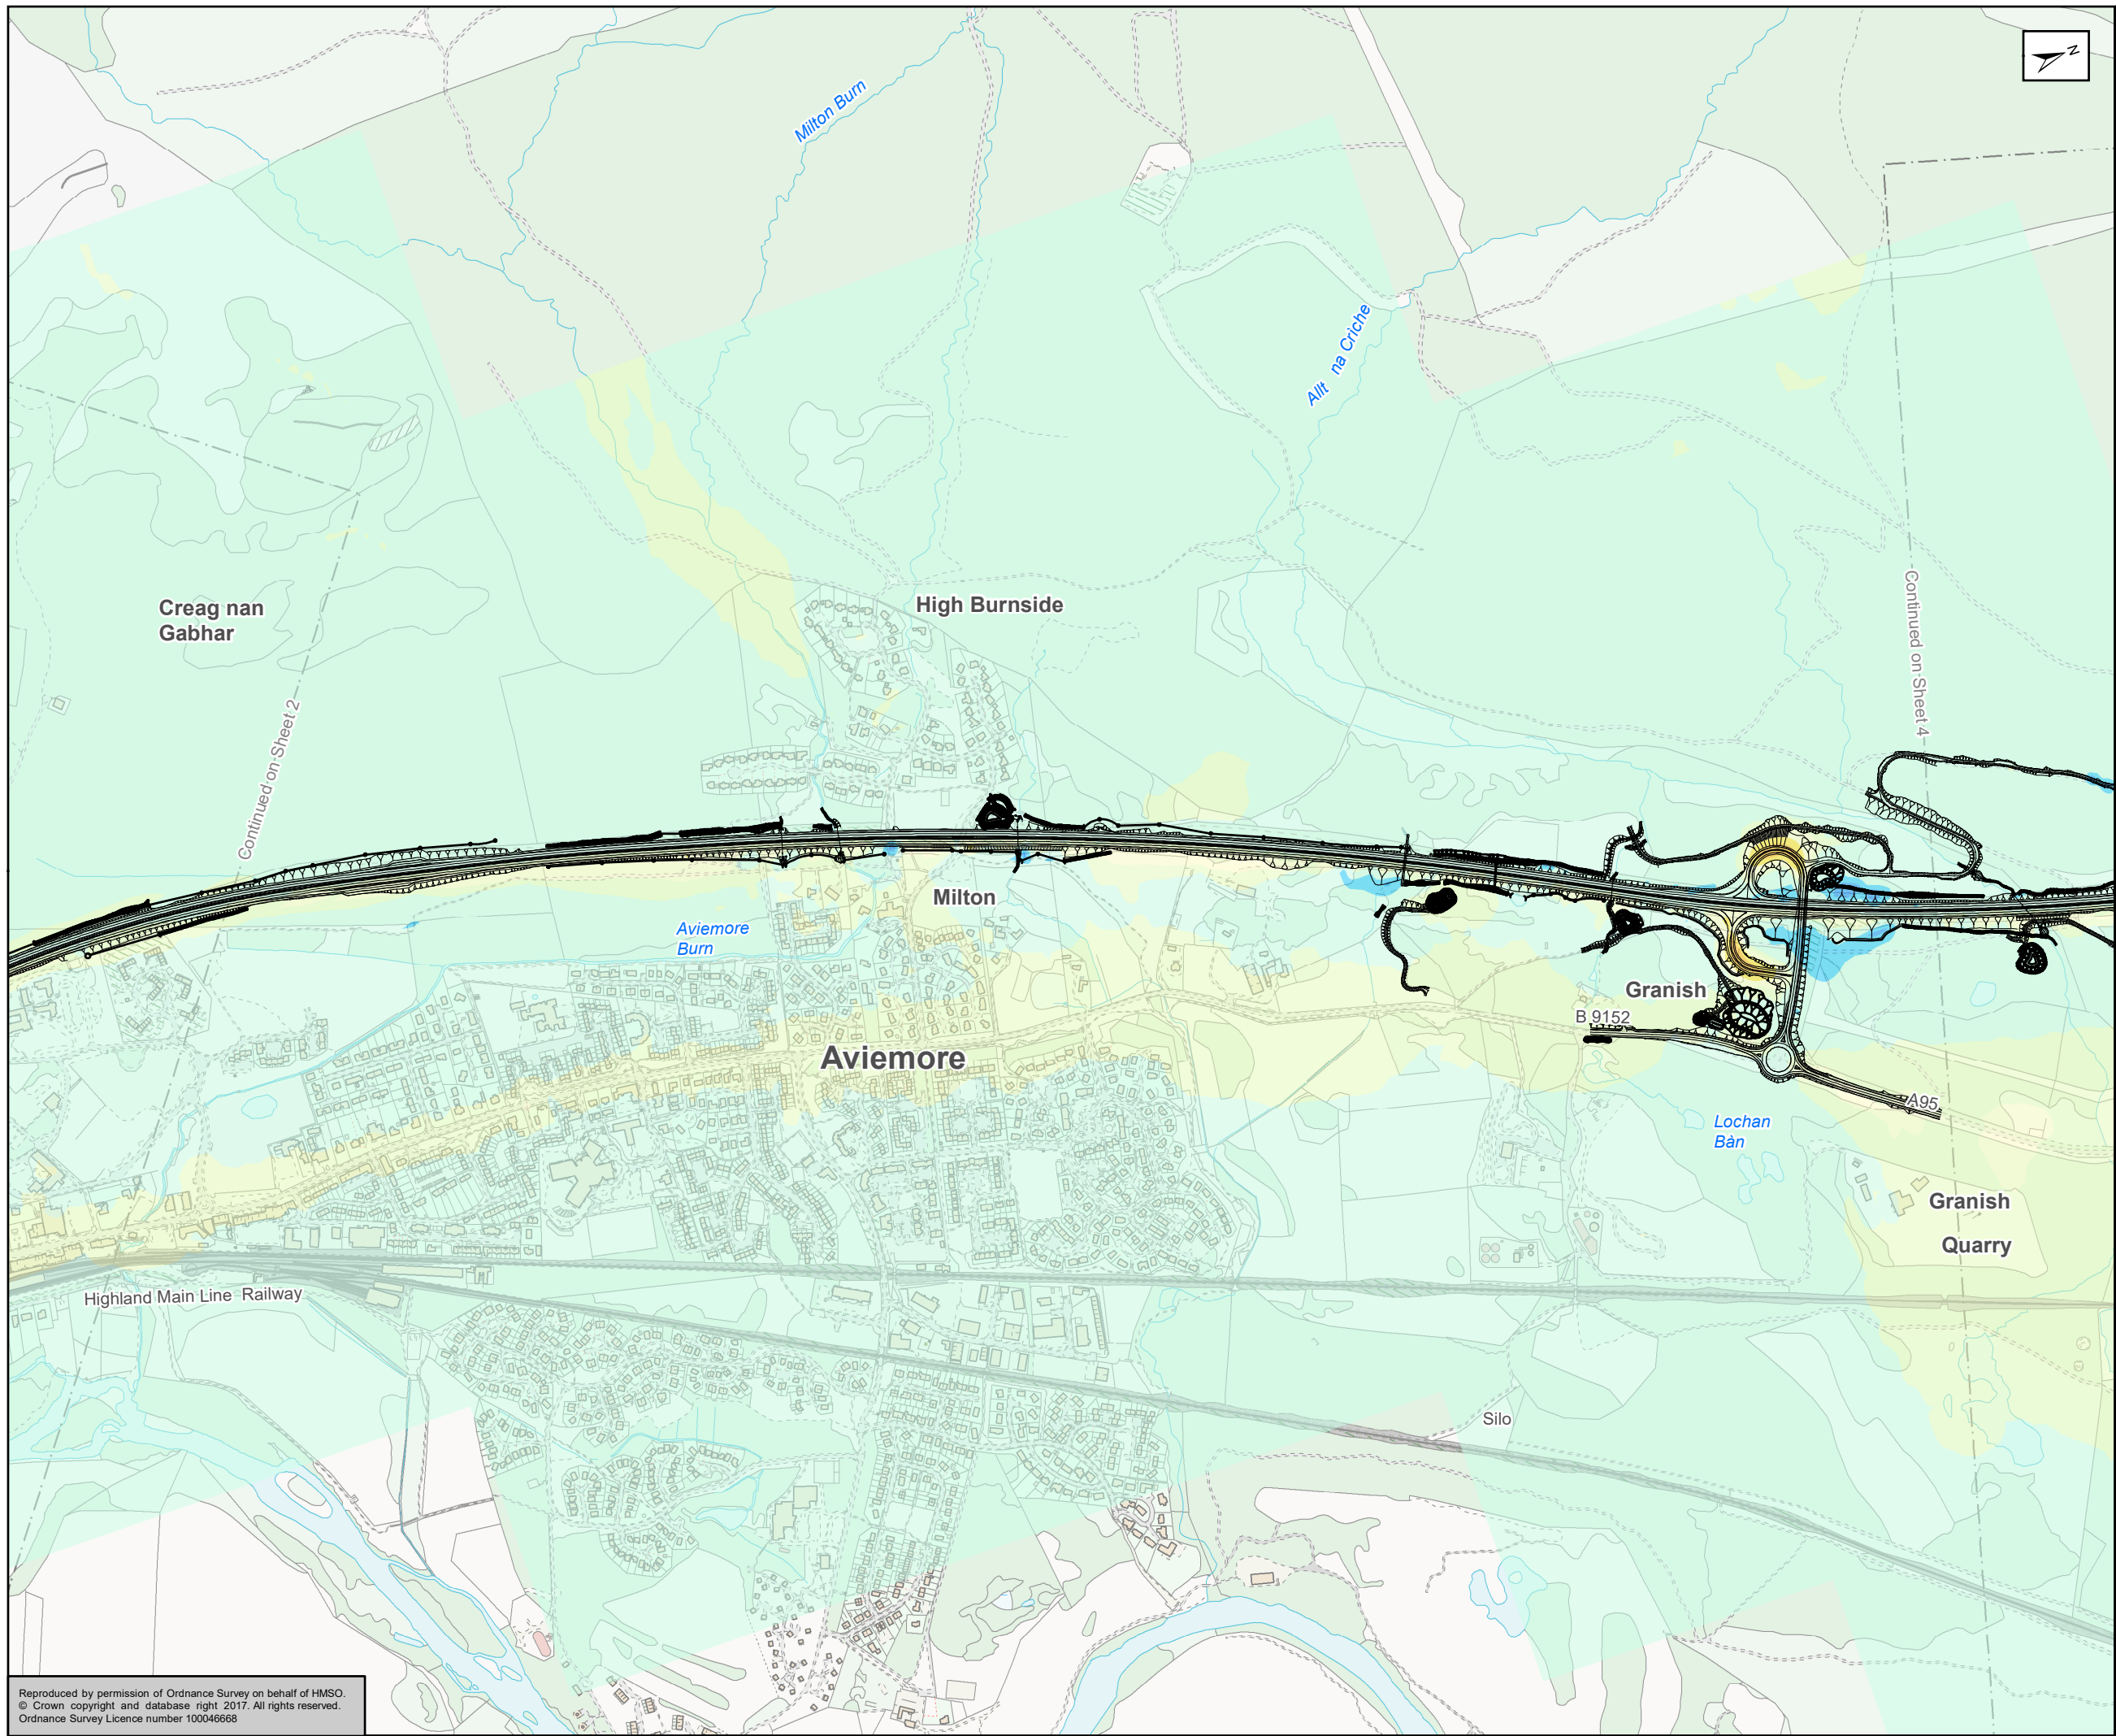 N
Milton Burn
Allt na Crìche
Creag nan
Gabhar
High Burnside
Continued on Sheet 4
Continued on Sheet 2
Milton
Aviemore
Burn
Granish
B 9152
Aviemore
A95
Lochan
Bàn
Granish
Quarry
Highland Main Line Railway
Silo
Reproduced by permission of Ordnance Survey on behalf of HMSO.
© Crown copyright and database right 2017. All rights reserved.
Ordnance Survey Licence number 100046668